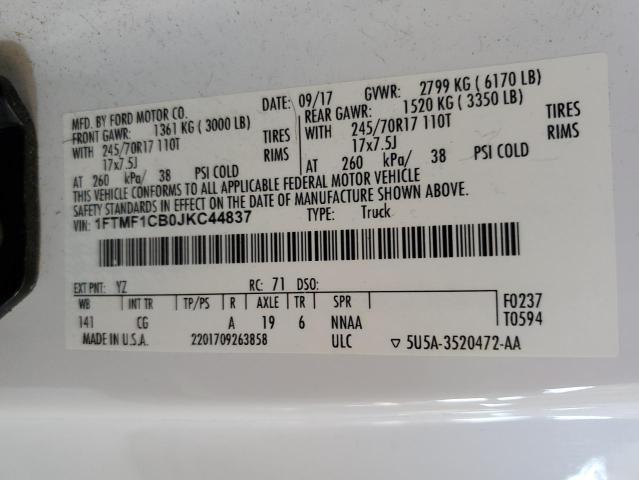 MFD. BY FORD MOTOR CO. DATE: 09/17 GVWR: 2799 KG ( 6170 LB)
FRONT GAWR: 1361 KG ( 3000 LB) REAR GAWR: 1520 KG ( 3350 LB)
WITH 245/70R17 110T TIRES WITH 245/70R17 110T TIRES
17x7.5J RIMS 17x7.5J RIMS
AT 260 kPa/ 38 PSI COLD AT 260 kPa/ 38 PSI COLD
THIS VEHICLE CONFORMS TO ALL APPLICABLE FEDERAL MOTOR VEHICLE
SAFETY STANDARDS IN EFFECT ON THE DATE OF MANUFACTURE SHOWN ABOVE.
VIN: 1FTMF1CB0JKC44837 TYPE: Truck
EXT PNT: YZ RC: 71 DSO:
WB INT TR TP/PS R AXLE TR SPR F0237
141 CG A 19 6 NNAA T0594
MADE IN U.S.A. 2201709263858 ULC ▽ 5U5A-3520472-AA